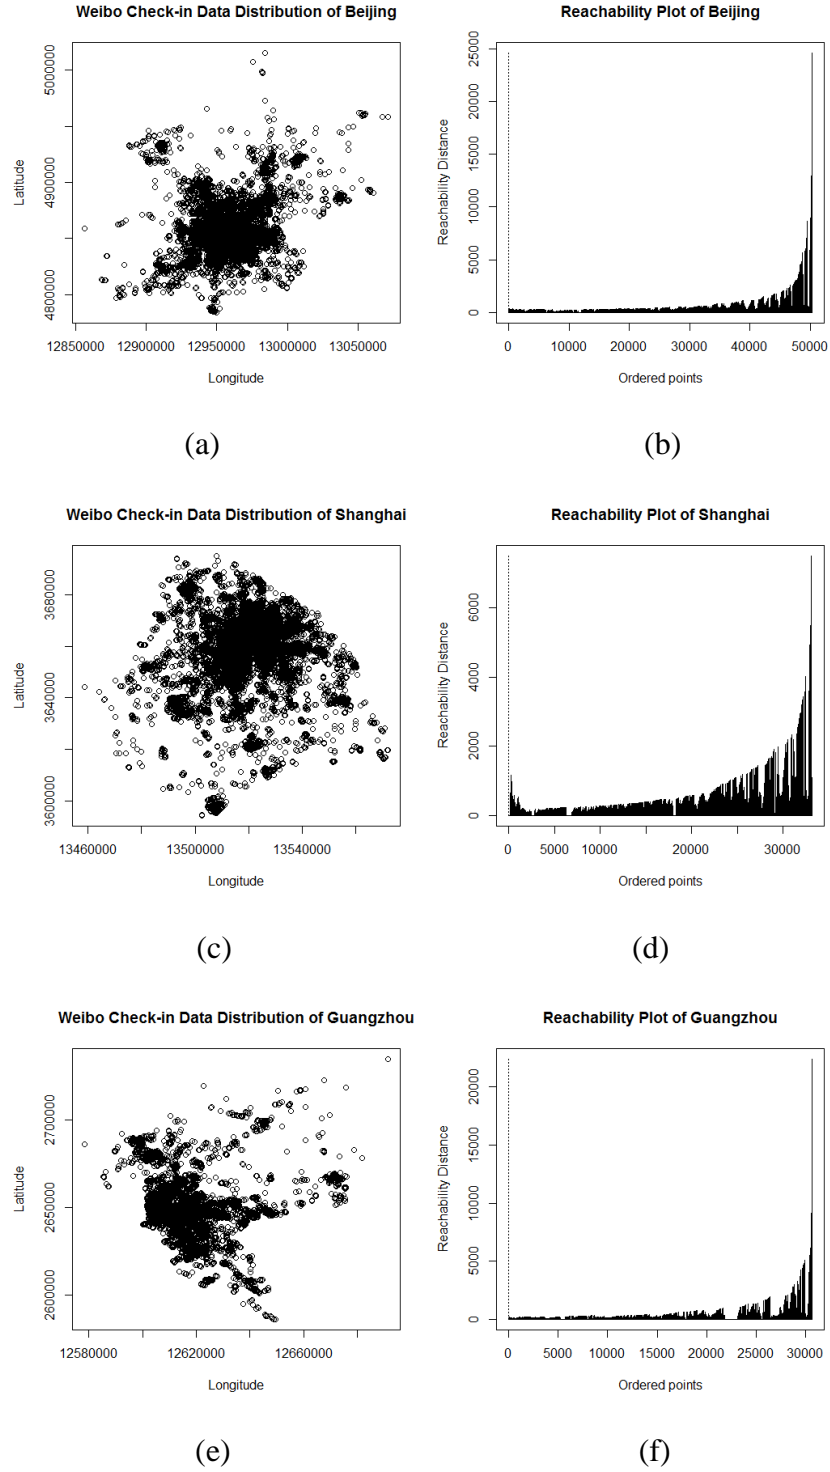 Weibo Check-in Data Distribution of Beijing
Reachability Plot of Beijing
Latitude
4800000 4900000 5000000
12850000 12900000 12950000 13000000 13050000
Longitude
Reachability Distance
0 5000 10000 15000 20000 25000
0 10000 20000 30000 40000 50000
Ordered points
(a)
(b)
Weibo Check-in Data Distribution of Shanghai
Reachability Plot of Shanghai
Latitude
3600000 3640000 3680000
13460000 13500000 13540000
Longitude
Reachability Distance
0 2000 4000 6000
0 5000 10000 20000 30000
Ordered points
(c)
(d)
Weibo Check-in Data Distribution of Guangzhou
Reachability Plot of Guangzhou
Latitude
2600000 2650000 2700000
12580000 12620000 12660000
Longitude
Reachability Distance
0 5000 10000 15000 20000
0 5000 10000 15000 20000 25000 30000
Ordered points
(e)
(f)